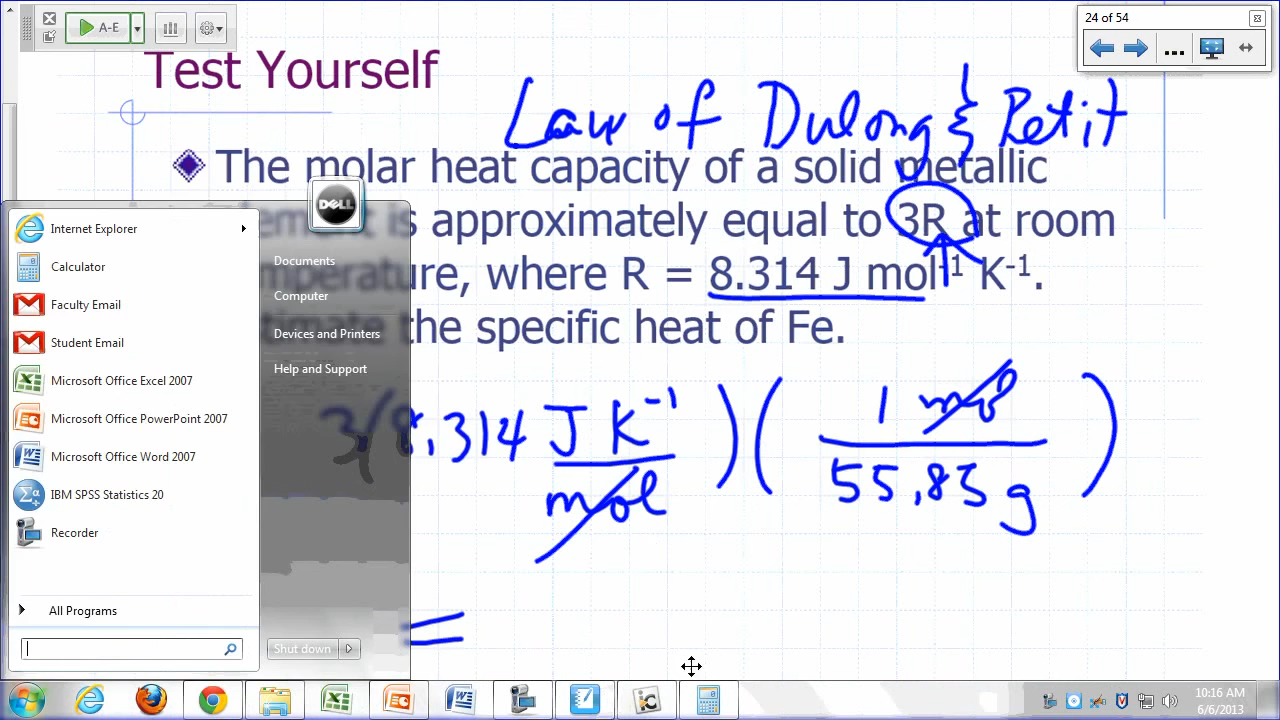 A-E
24 of 54
Test Yourself
Law of Dulong & Petit
The molar heat capacity of a solid metallic
is approximately equal to 3R at room
temperature, where R = 8.314 J mol-1 K-1.
the specific heat of Fe.
3(8.314 J K-1 / mol) (1 mol / 55.85 g)
=
DELL
Internet Explorer
Calculator
Faculty Email
Student Email
Microsoft Office Excel 2007
Microsoft Office PowerPoint 2007
Microsoft Office Word 2007
IBM SPSS Statistics 20
Recorder
All Programs
Documents
Computer
Devices and Printers
Help and Support
Shut down
10:16 AM
6/6/2013